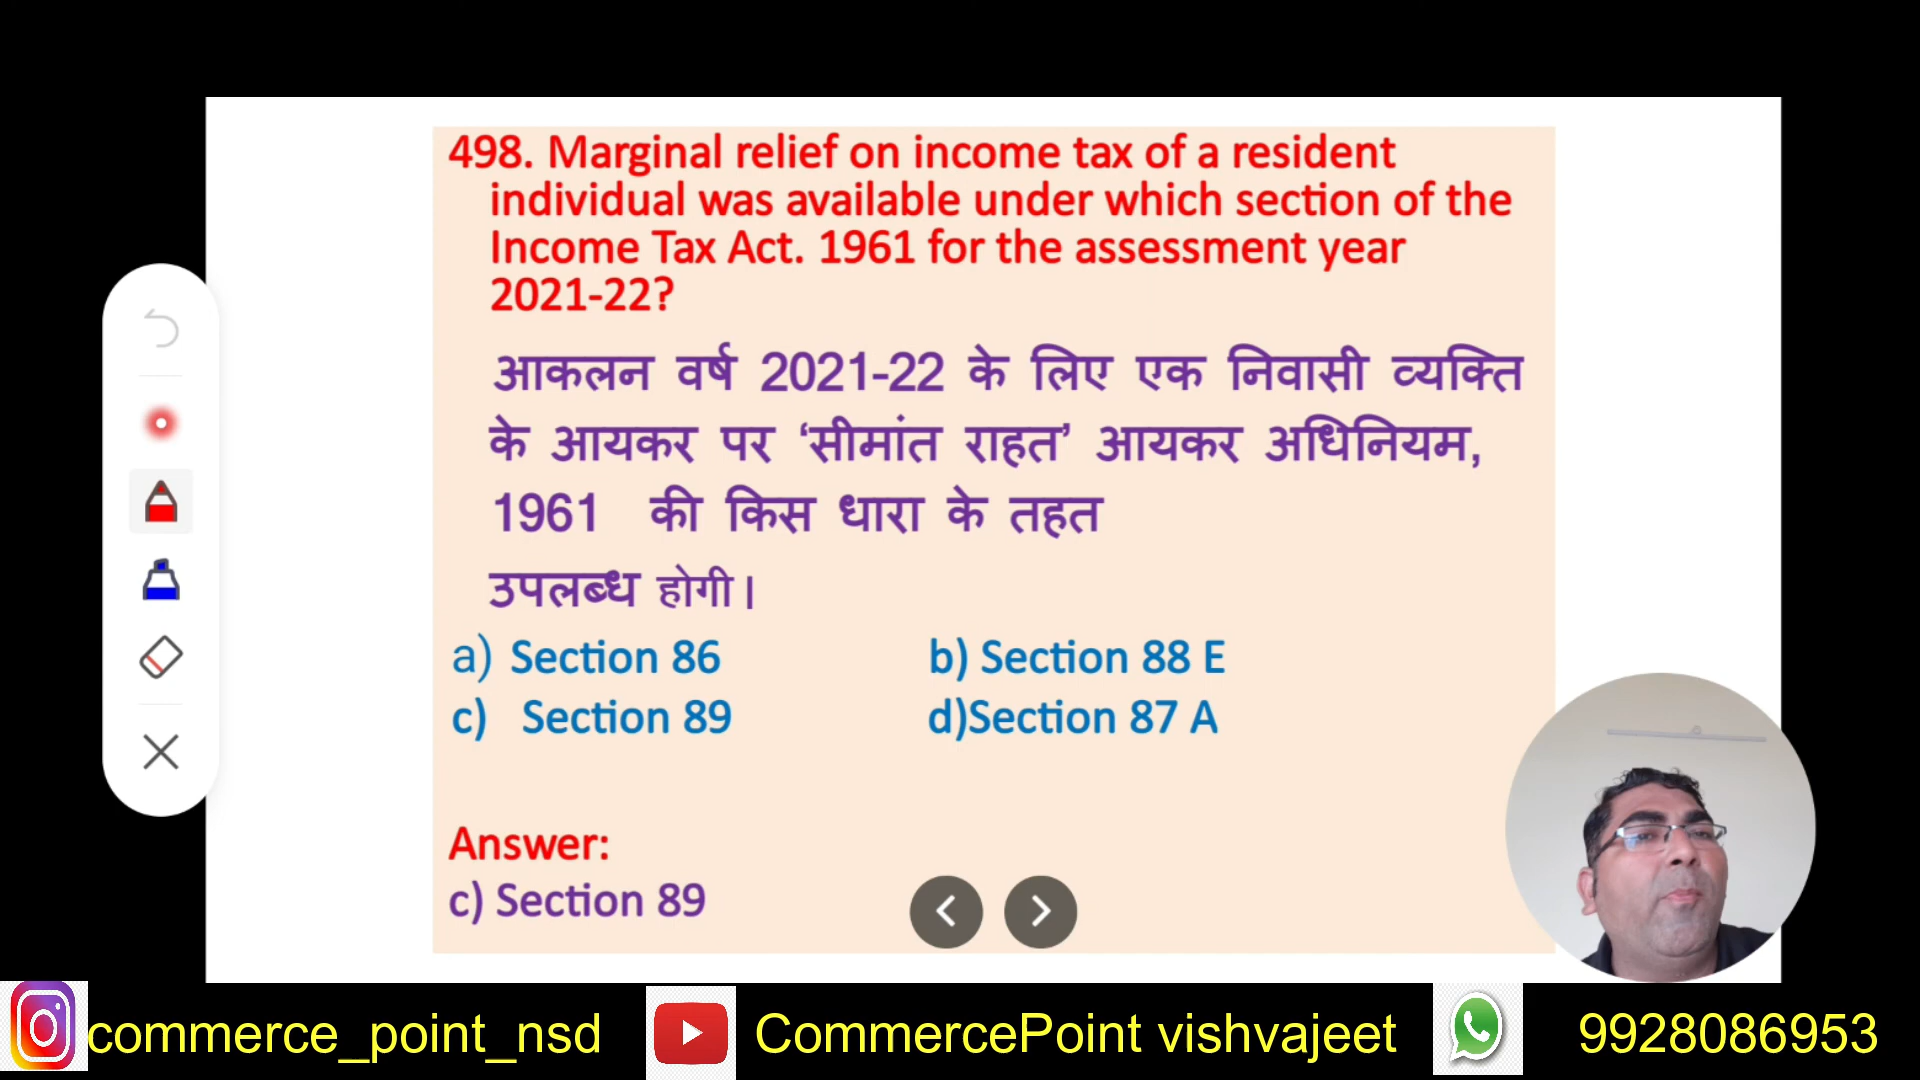 498. Marginal relief on income tax of a resident
individual was available under which section of the
Income Tax Act. 1961 for the assessment year
2021-22?
आकलन वर्ष 2021-22 के लिए एक निवासी व्यक्ति
के आयकर पर ‘सीमांत राहत’ आयकर अधिनियम,
1961 की किस धारा के तहत
उपलब्ध होगी।
a) Section 86 b) Section 88 E
c) Section 89 d)Section 87 A
Answer:
c) Section 89
commerce_point_nsd CommercePoint vishvajeet 9928086953